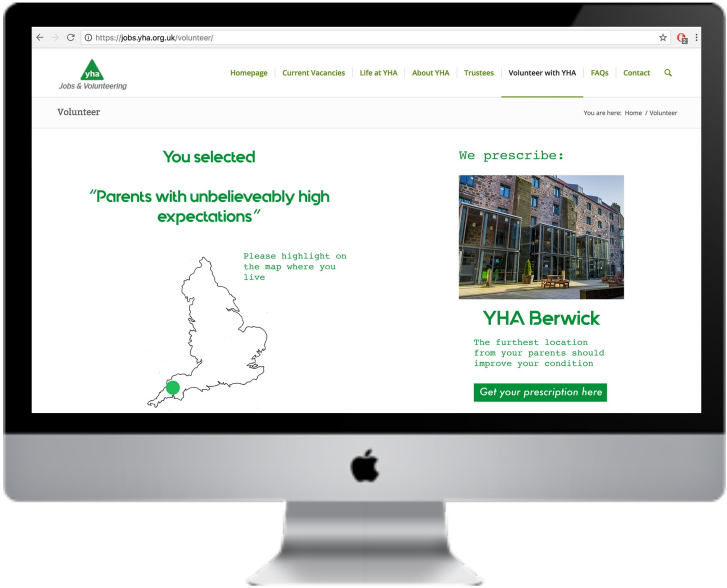 https://jobs.yha.org.uk/volunteer/
yha
Jobs & Volunteering
Homepage
Current Vacancies
Life at YHA
About YHA
Trustees
Volunteer with YHA
FAQs
Contact
Volunteer
You are here: Home / Volunteer
You selected
"Parents with unbelieveably high
expectations"
Please highlight on
the map where you
live
We prescribe:
YHA Berwick
The furthest location
from your parents should
improve your condition
Get your prescription here